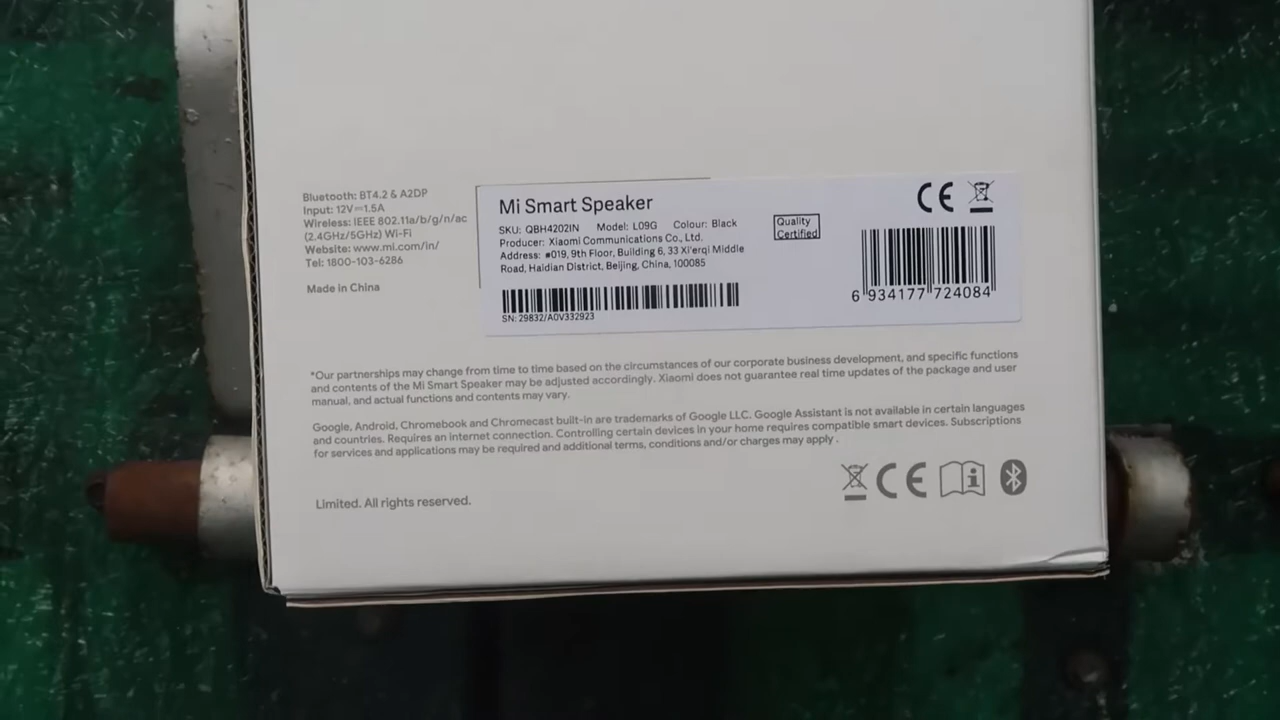 Bluetooth: BT4.2 & A2DP
Input: 12V⎓1.5A
Wireless: IEEE 802.11a/b/g/n/ac
(2.4GHz/5GHz) Wi-Fi
Website: www.mi.com/in/
Tel: 1800-103-6286
Made in China
Mi Smart Speaker
SKU: QBH4202IN Model: L09G Colour: Black
Producer: Xiaomi Communications Co., Ltd.
Address: #019, 9th Floor, Building 6, 33 Xi'erqi Middle
Road, Haidian District, Beijing, China, 100085
SN: 29832/A0V332923
Quality
Certified
CE
6 934177 724084
*Our partnerships may change from time to time based on the circumstances of our corporate business development, and specific functions
and contents of the Mi Smart Speaker may be adjusted accordingly. Xiaomi does not guarantee real time updates of the package and user
manual, and actual functions and contents may vary.
Google, Android, Chromebook and Chromecast built-in are trademarks of Google LLC. Google Assistant is not available in certain languages
and countries. Requires an internet connection. Controlling certain devices in your home requires compatible smart devices. Subscriptions
for services and applications may be required and additional terms, conditions and/or charges may apply .
CE
Limited. All rights reserved.